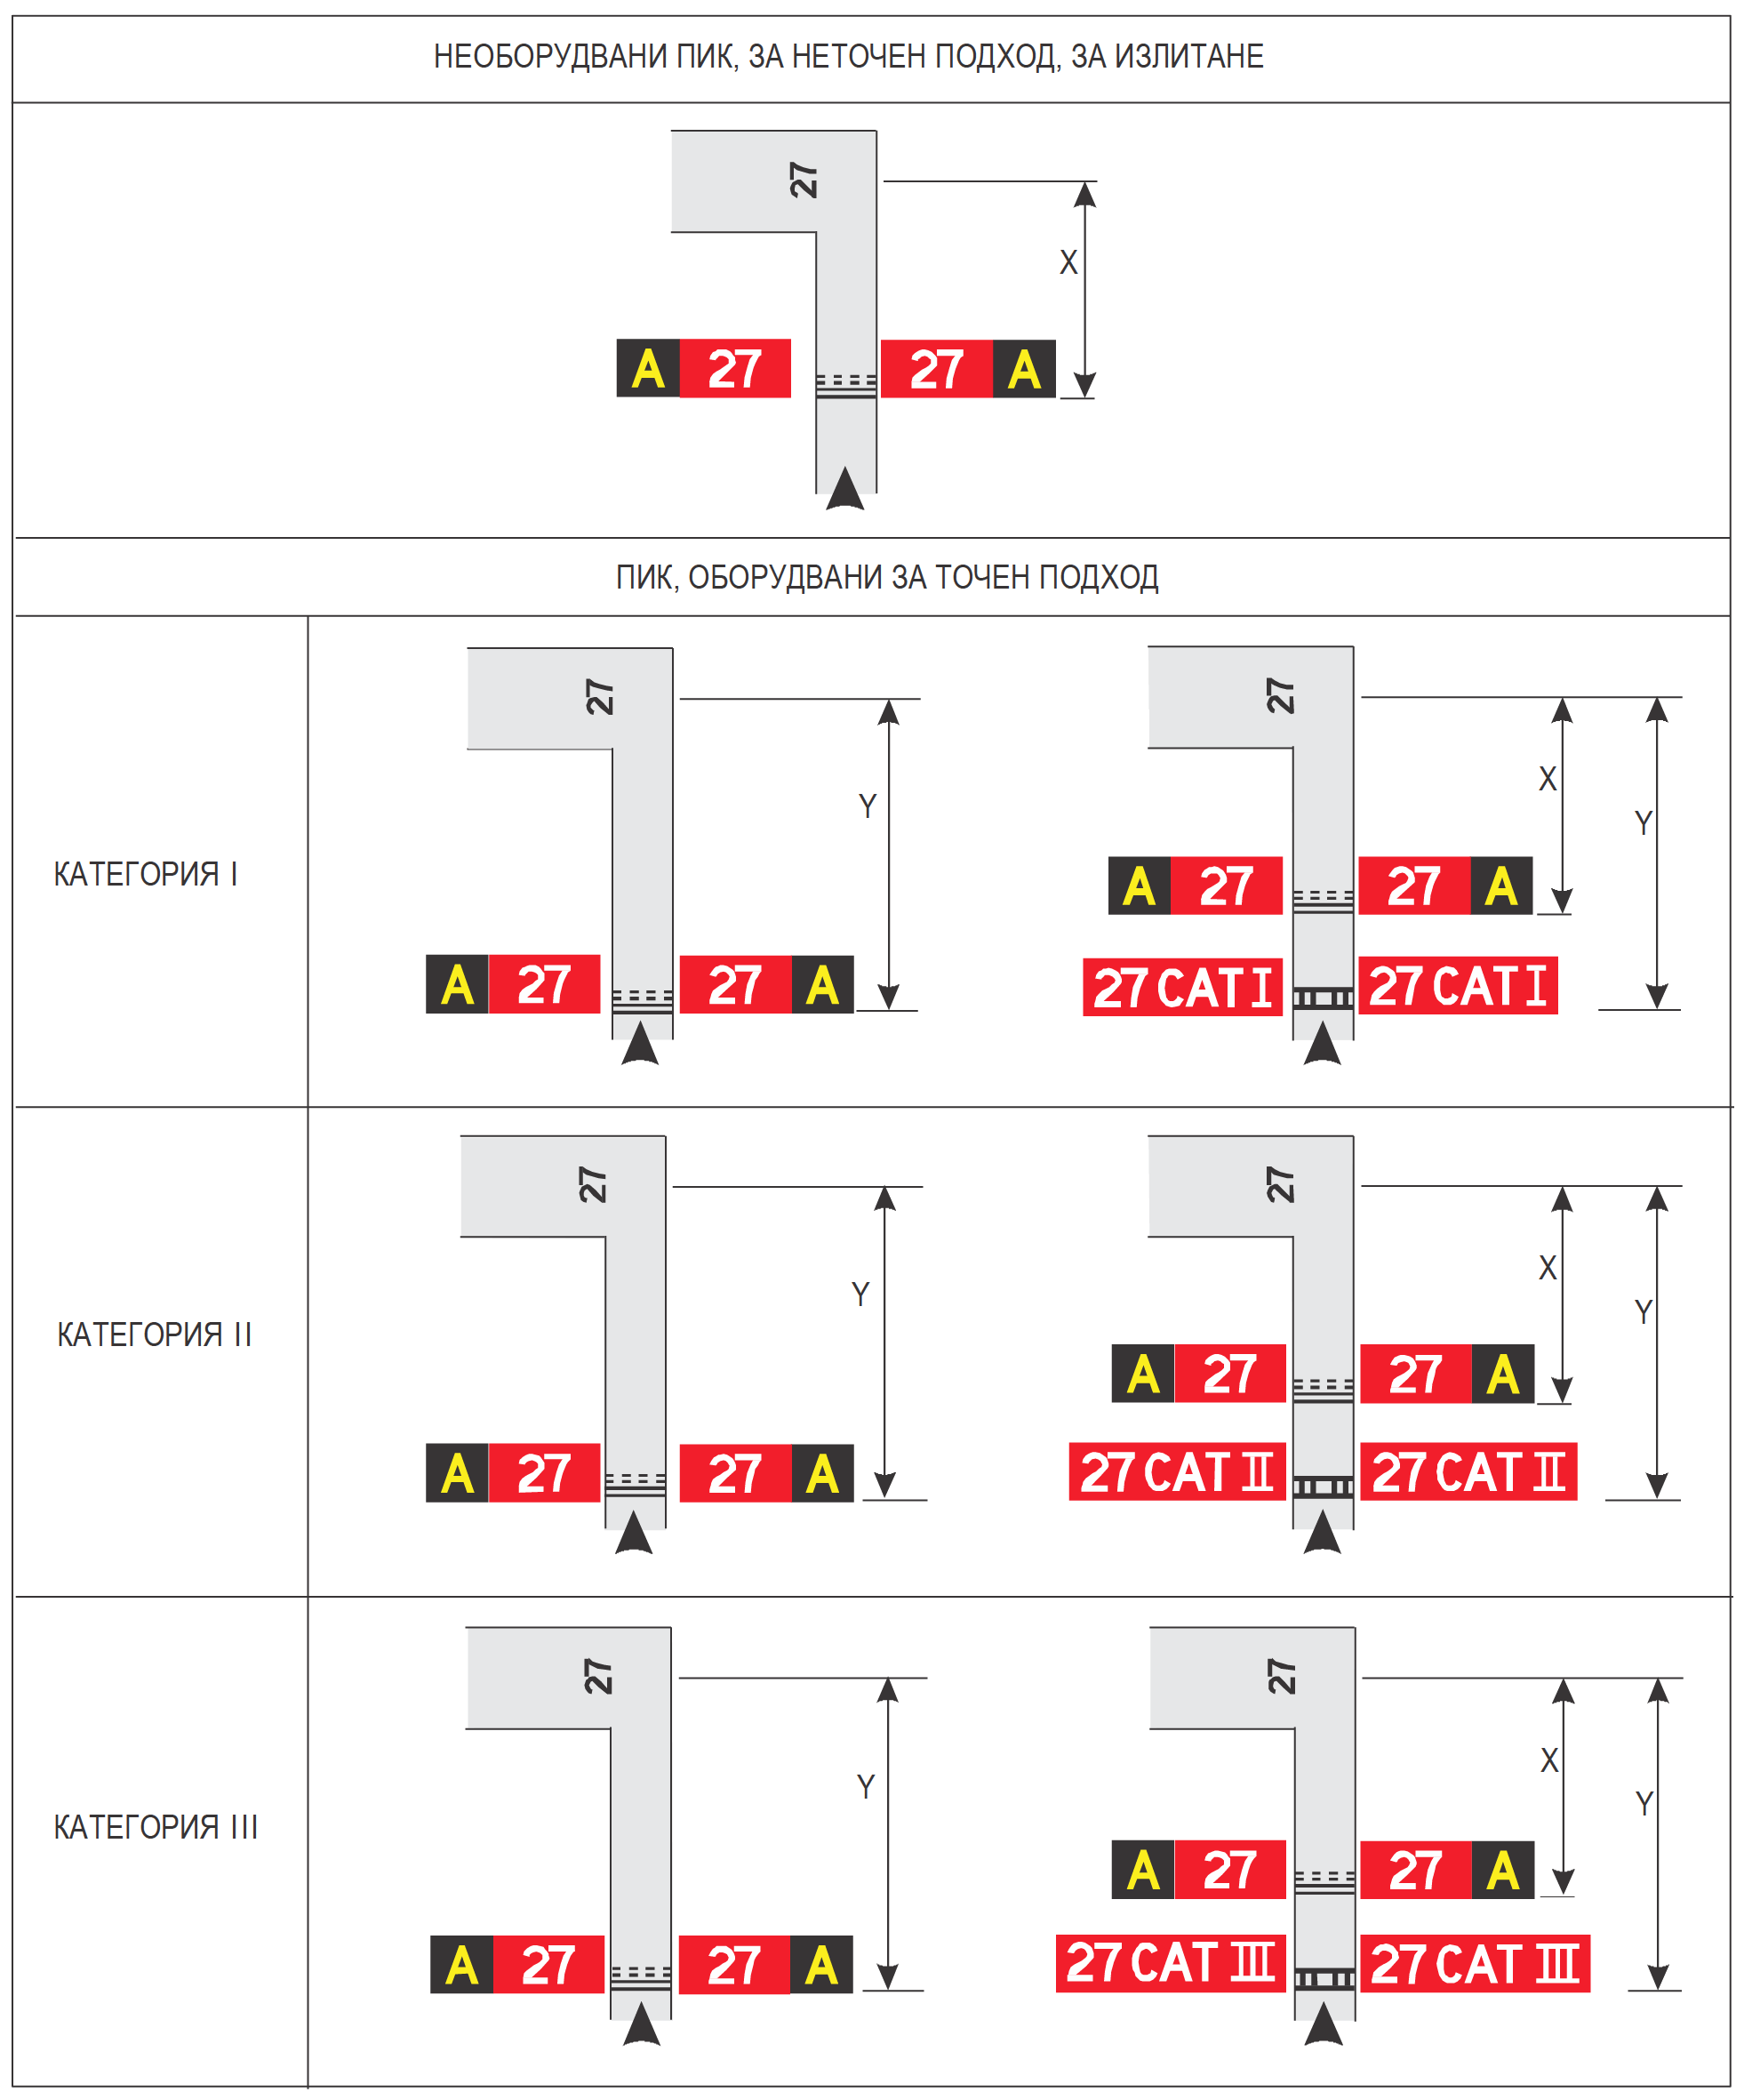 НЕОБОРУДВАНИ ПИК, ЗА НЕТОЧЕН ПОДХОД, ЗА ИЗЛИТАНЕ
27
X
A 27 27 A
ПИК, ОБОРУДВАНИ ЗА ТОЧЕН ПОДХОД
КАТЕГОРИЯ I
27
Y
A 27 27 A
27
X
Y
A 27 27 A
27 CAT I 27 CAT I
КАТЕГОРИЯ II
27
Y
A 27 27 A
27
X
Y
A 27 27 A
27 CAT II 27 CAT II
КАТЕГОРИЯ III
27
Y
A 27 27 A
27
X
Y
A 27 27 A
27 CAT III 27 CAT III